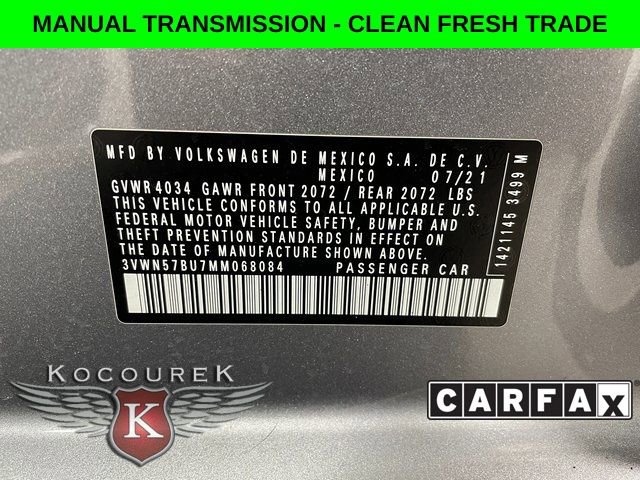 MANUAL TRANSMISSION - CLEAN FRESH TRADE
MFD BY VOLKSWAGEN DE MEXICO S.A. DE C.V.
MEXICO 07/21
GVWR 4034 GAWR FRONT 2072 / REAR 2072 LBS
THIS VEHICLE CONFORMS TO ALL APPLICABLE U.S.
FEDERAL MOTOR VEHICLE SAFETY, BUMPER AND
THEFT PREVENTION STANDARDS IN EFFECT ON
THE DATE OF MANUFACTURE SHOWN ABOVE.
3VWN57BU7MM068084 PASSENGER CAR
1421145 3499 M
KOCOUREK
K
CARFAX